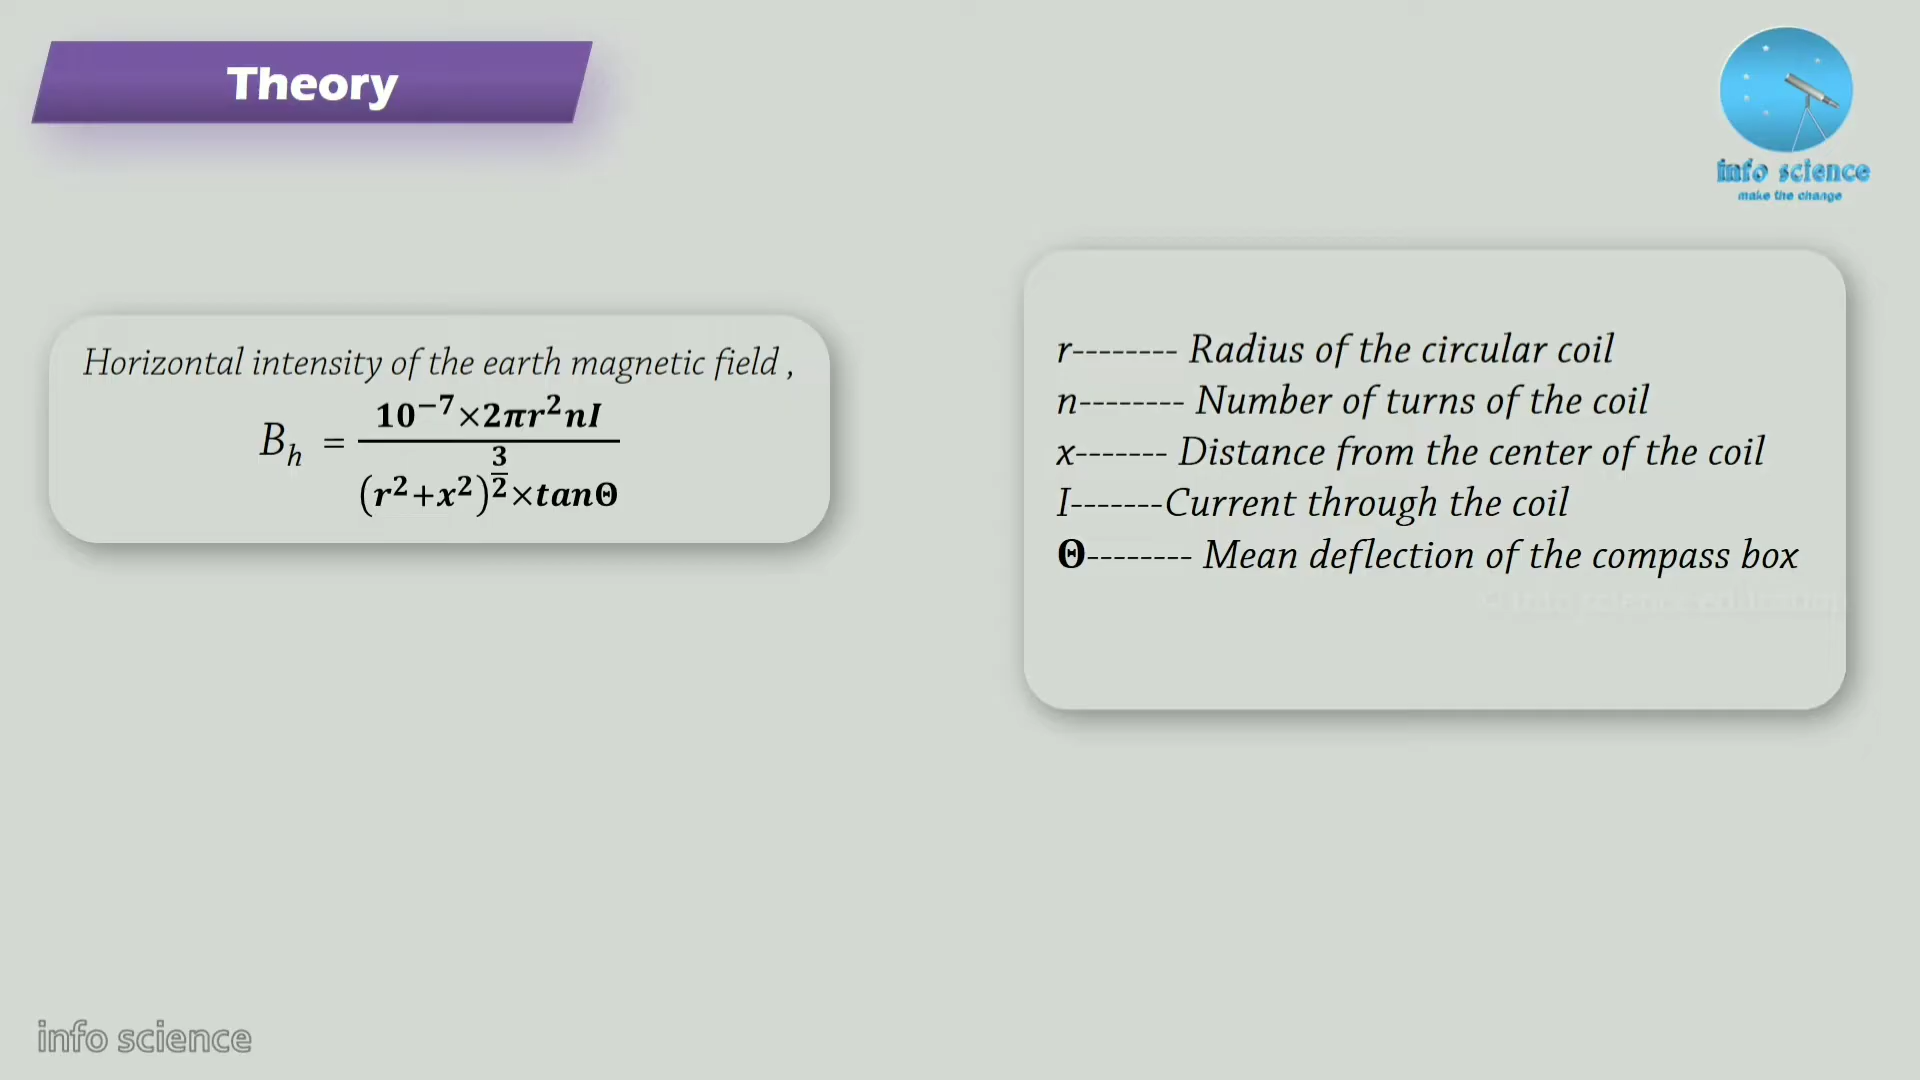 Theory
info science
make the change
Horizontal intensity of the earth magnetic field ,
B_h = \frac{10^{-7}×2πr^2nI}{(r^2+x^2)^{\frac{3}{2}}×tanΘ}
r-------- Radius of the circular coil
n-------- Number of turns of the coil
x------- Distance from the center of the coil
I-------Current through the coil
Θ-------- Mean deflection of the compass box
info science